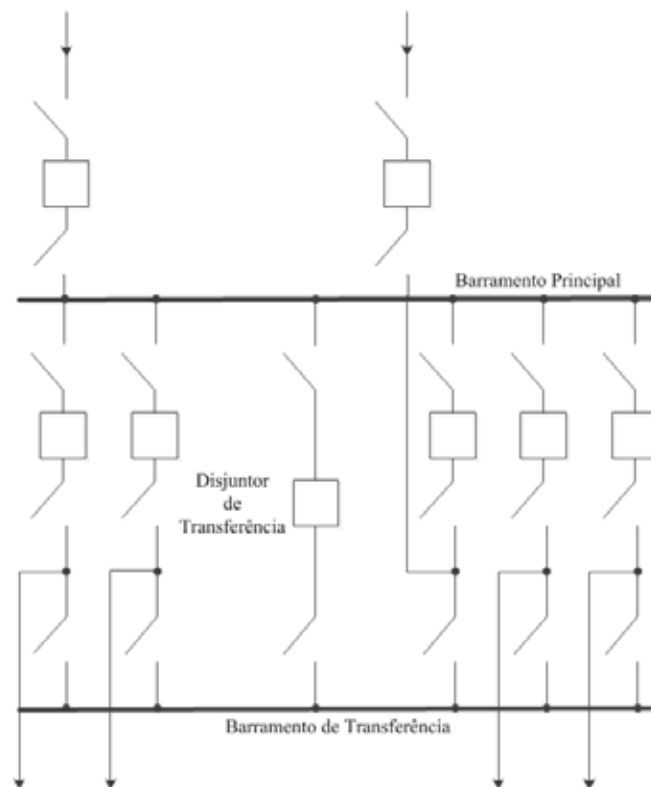 Barramento Principal
Disjuntor
de
Transferência
Barramento de Transferência